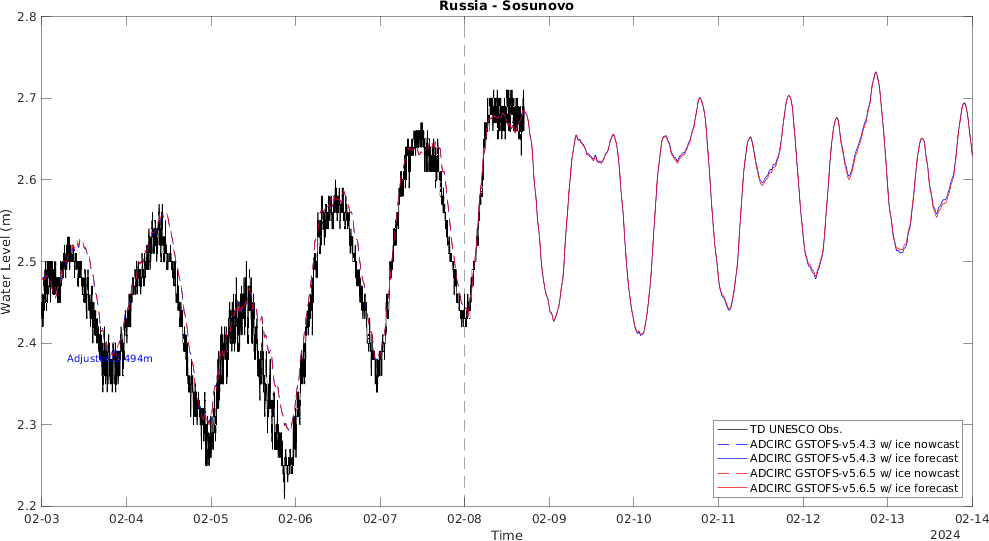 Russia - Sosunovo
2.8
2.7
2.6
2.5
2.4
2.3
2.2
Water Level (m)
494m
TD UNESCO Obs.
ADCIRC GSTOFS-v5.4.3 w/ ice nowcast
ADCIRC GSTOFS-v5.4.3 w/ ice forecast
ADCIRC GSTOFS-v5.6.5 w/ ice nowcast
ADCIRC GSTOFS-v5.6.5 w/ ice forecast
02-03 02-04 02-05 02-06 02-07 02-08 02-09 02-10 02-11 02-12 02-13 02-14
Time
2024